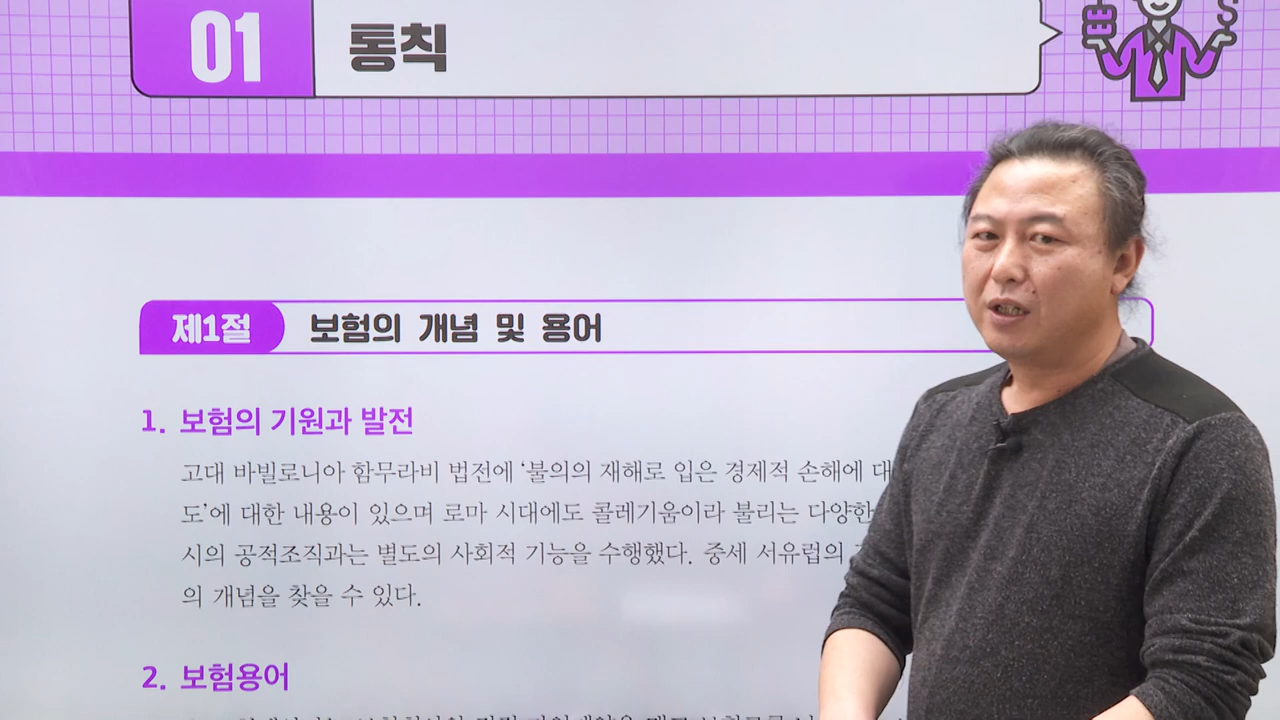 01 통칙
제1절 보험의 개념 및 용어
1. 보험의 기원과 발전
고대 바빌로니아 함무라비 법전에 ‘불의의 재해로 입은 경제적 손해에 대
도’에 대한 내용이 있으며 로마 시대에도 콜레기움이라 불리는 다양한
시의 공적조직과는 별도의 사회적 기능을 수행했다. 중세 서유럽의
의 개념을 찾을 수 있다.
2. 보험용어